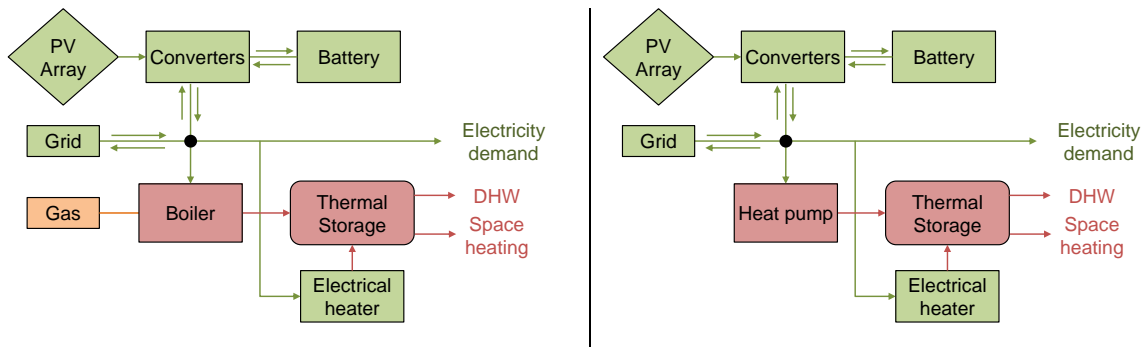 PV
Array
Converters
Battery
Grid
Electricity
demand
Gas
Boiler
Thermal
Storage
DHW
Space
heating
Electrical
heater
PV
Array
Converters
Battery
Grid
Electricity
demand
Heat pump
Thermal
Storage
DHW
Space
heating
Electrical
heater